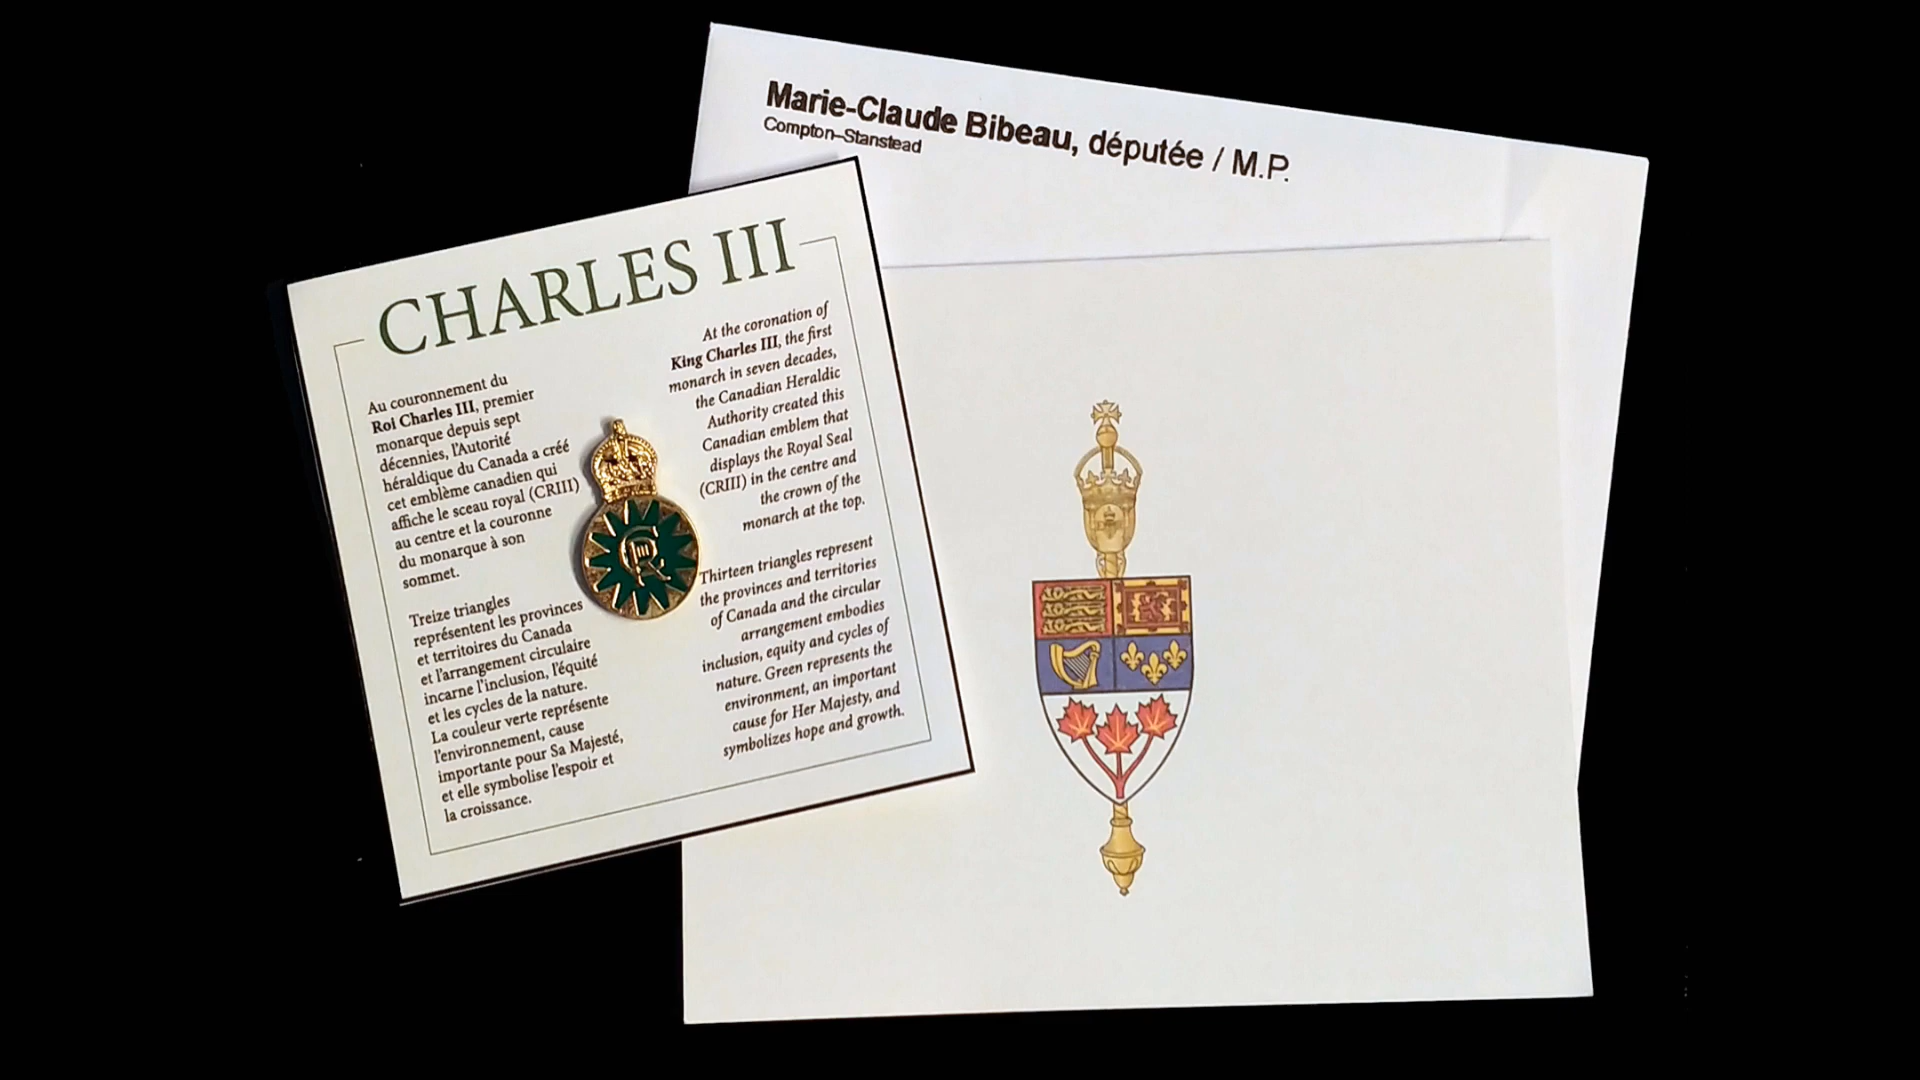 Marie-Claude Bibeau, députée / M.P.
Compton–Stanstead
CHARLES III
Au couronnement du
Roi Charles III, premier
monarque depuis sept
décennies, l'Autorité
héraldique du Canada a créé
cet emblème canadien qui
affiche le sceau royal (CRIII)
au centre et la couronne
du monarque à son
sommet.
Treize triangles
représentent les provinces
et territoires du Canada
et l'arrangement circulaire
incarne l'inclusion, l'équité
et les cycles de la nature.
La couleur verte représente
l'environnement, cause
importante pour Sa Majesté,
et elle symbolise l'espoir et
la croissance.
At the coronation of
King Charles III, the first
monarch in seven decades,
the Canadian Heraldic
Authority created this
Canadian emblem that
displays the Royal Seal
(CRIII) in the centre and
the crown of the
monarch at the top.
Thirteen triangles represent
the provinces and territories
of Canada and the circular
arrangement embodies
inclusion, equity and cycles of
nature. Green represents the
environment, an important
cause for Her Majesty, and
symbolizes hope and growth.